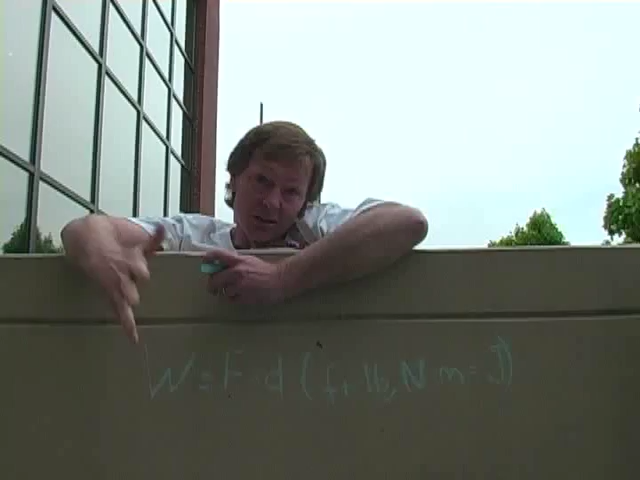 W = F d (ft lb, N m = J)